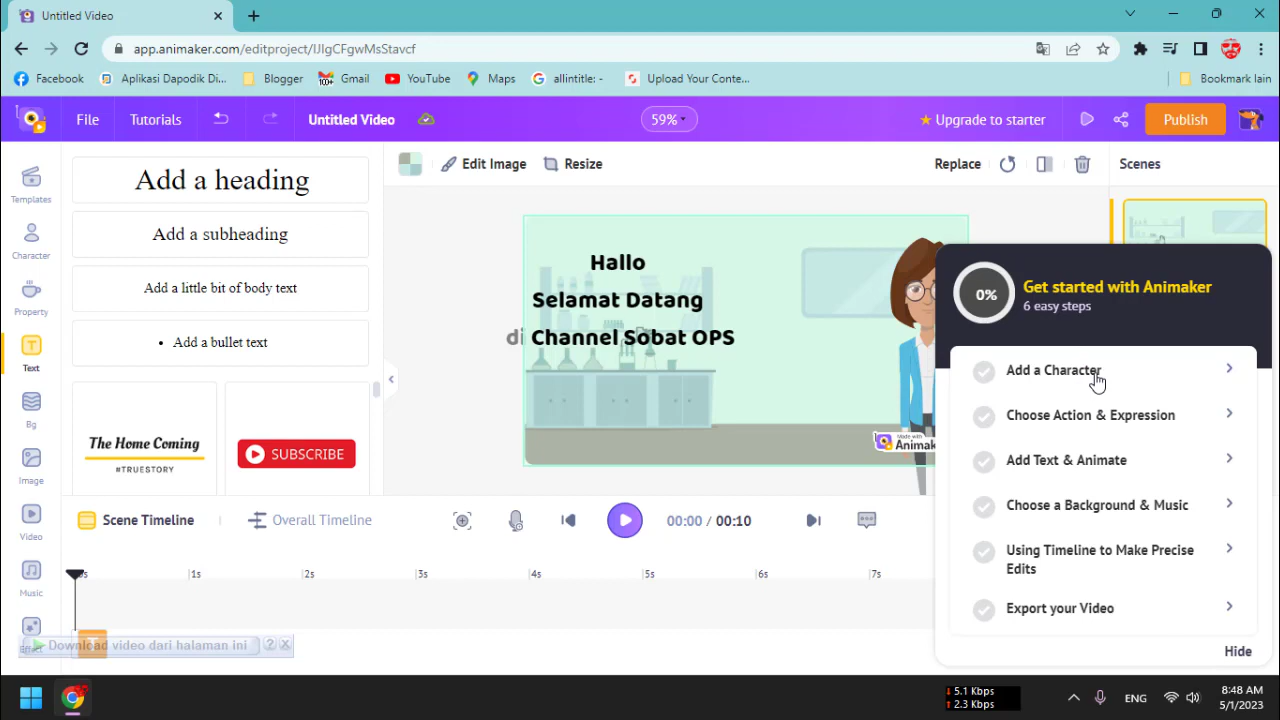 Untitled Video
app.animaker.com/editproject/IJIgCFgwMsStavcf
Facebook
Aplikasi Dapodik Di...
Blogger
100+
Gmail
YouTube
Maps
allintitle: -
Upload Your Conte...
Bookmark lain
File
Tutorials
Untitled Video
59%
Upgrade to starter
Publish
Templates
Character
Property
Text
Bg
Image
Video
Music
Effect
Add a heading
Add a subheading
Add a little bit of body text
• Add a bullet text
The Home Coming
#TRUESTORY
SUBSCRIBE
Edit Image
Resize
Replace
Scenes
Hallo
Selamat Datang
di Channel Sobat OPS
Made with
Animak
0%
Get started with Animaker
6 easy steps
Add a Character
Choose Action & Expression
Add Text & Animate
Choose a Background & Music
Using Timeline to Make Precise
Edits
Export your Video
Hide
Scene Timeline
Overall Timeline
00:00 / 00:10
1s
2s
3s
4s
5s
6s
7s
T
Download video dari halaman ini
? X
5.1 Kbps
2.3 Kbps
ENG
8:48 AM
5/1/2023